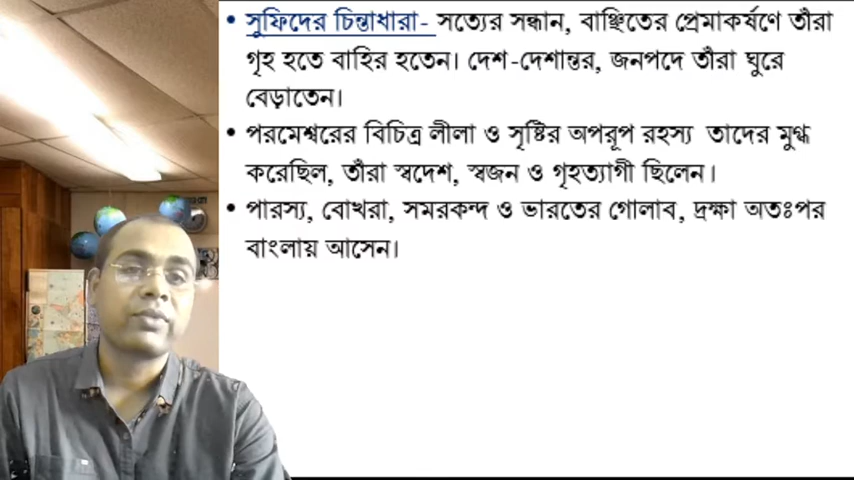 • সুফিদের চিন্তাধারা- সত্যের সন্ধান, বাঞ্ছিতের প্রেমাকর্ষণে তাঁরা
গৃহ হতে বাহির হতেন। দেশ-দেশান্তর, জনপদে তাঁরা ঘুরে
বেড়াতেন।
• পরমেশ্বরের বিচিত্র লীলা ও সৃষ্টির অপরূপ রহস্য তাদের মুগ্ধ
করেছিল, তাঁরা স্বদেশ, স্বজন ও গৃহত্যাগী ছিলেন।
• পারস্য, বোখরা, সমরকন্দ ও ভারতের গোলাব, দ্রক্ষা অতঃপর
বাংলায় আসেন।